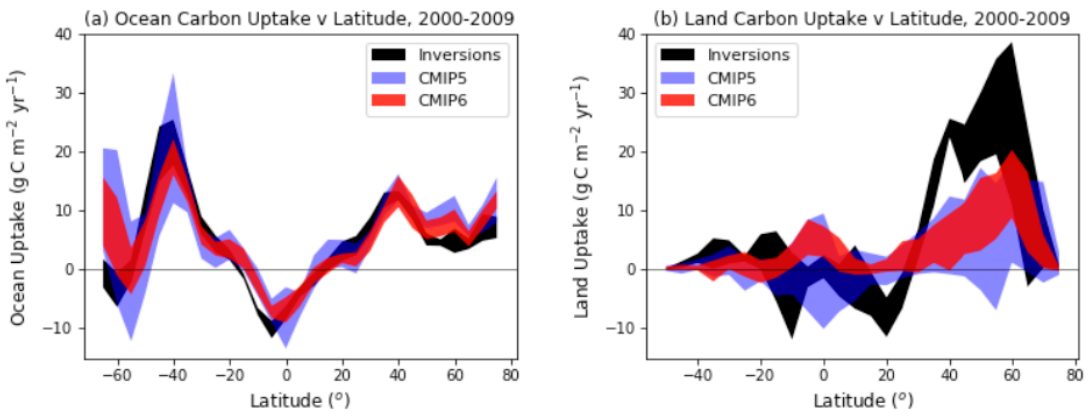 (a) Ocean Carbon Uptake v Latitude, 2000-2009
Ocean Uptake (g C m⁻² yr⁻¹)
40
30
20
10
0
−10
Inversions
CMIP5
CMIP6
−60 −40 −20 0 20 40 60 80
Latitude (°)
(b) Land Carbon Uptake v Latitude, 2000-2009
Land Uptake (g C m⁻² yr⁻¹)
40
30
20
10
0
−10
Inversions
CMIP5
CMIP6
−40 −20 0 20 40 60 80
Latitude (°)